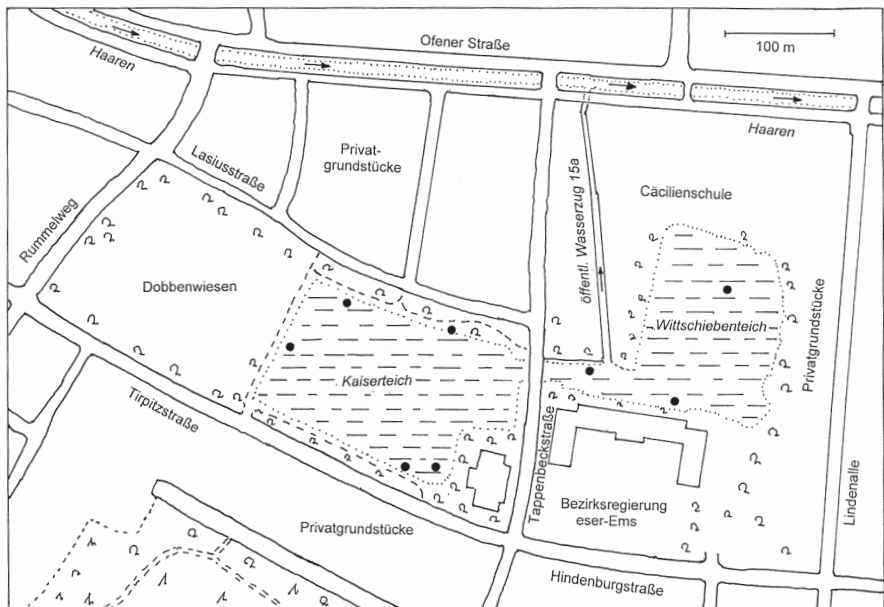 Ofener Straße
100 m
Haaren
Haaren
Lasiusstraße
Privat-
grundstücke
öffentl. Wasserzug 15a
Cäcilienschule
Rummelweg
Dobbenwiesen
Wittschiebenteich
Privatgrundstücke
Kaiserteich
Tirpitzstraße
Tappenbeckstraße
Lindenalle
Bezirksregierung
eser-Ems
Privatgrundstücke
Hindenburgstraße